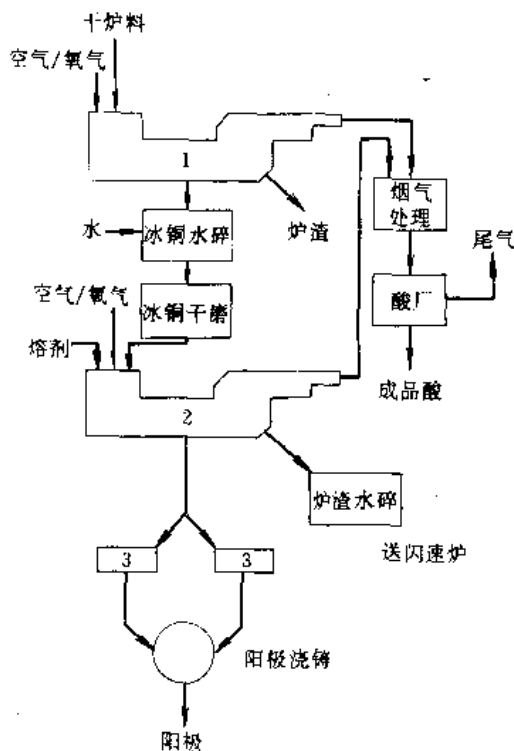 干炉料
空气/氧气
1
烟气
处理
水
冰铜水碎
炉渣
尾气
空气/氧气
冰铜干磨
酸厂
熔剂
成品酸
2
炉渣水碎
送闪速炉
3
3
阳极浇铸
阳极